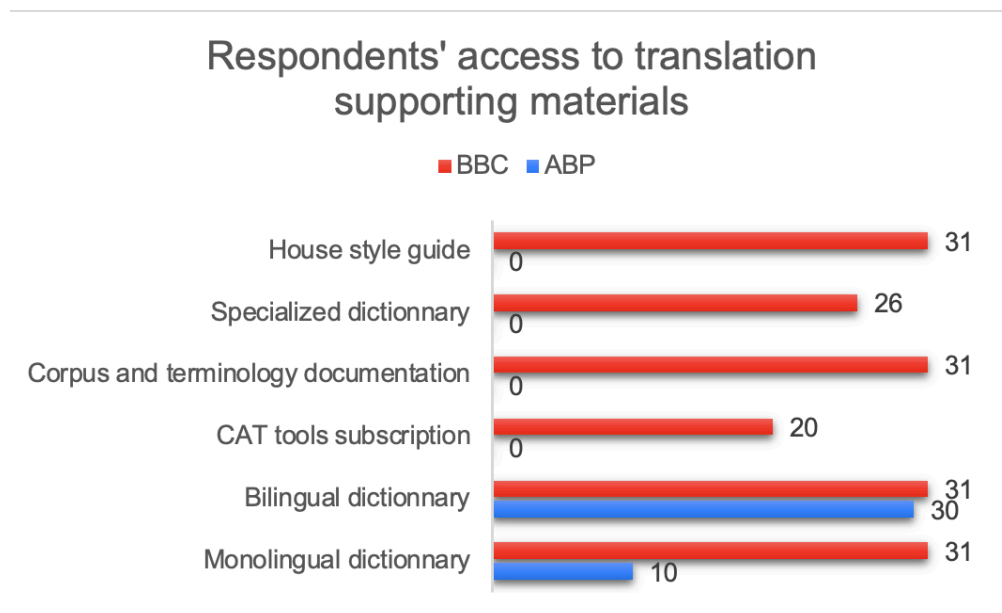 Respondents' access to translation
supporting materials
BBC ABP
House style guide 31
0
Specialized dictionnary 26
0
Corpus and terminology documentation 31
0
CAT tools subscription 20
0
Bilingual dictionnary 31
30
Monolingual dictionnary 31
10